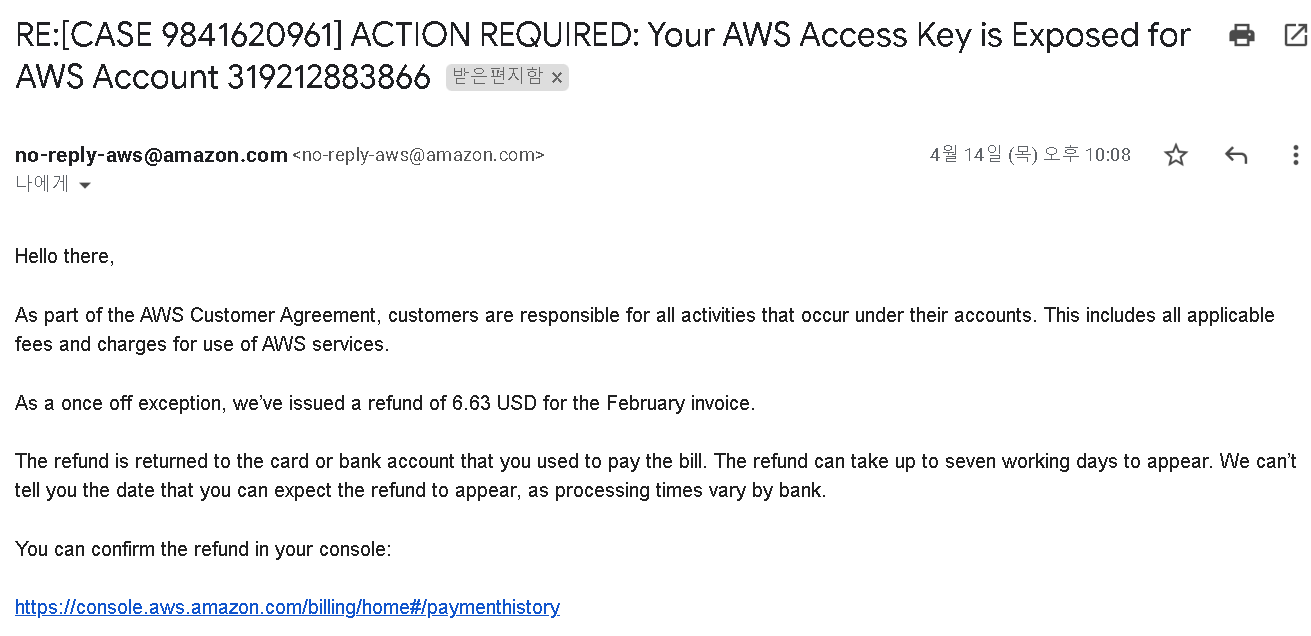 RE:[CASE 9841620961] ACTION REQUIRED: Your AWS Access Key is Exposed for
AWS Account 319212883866 받은편지함 ×
no-reply-aws@amazon.com <no-reply-aws@amazon.com>
4월 14일 (목) 오후 10:08
나에게
Hello there,
As part of the AWS Customer Agreement, customers are responsible for all activities that occur under their accounts. This includes all applicable
fees and charges for use of AWS services.
As a once off exception, we’ve issued a refund of 6.63 USD for the February invoice.
The refund is returned to the card or bank account that you used to pay the bill. The refund can take up to seven working days to appear. We can’t
tell you the date that you can expect the refund to appear, as processing times vary by bank.
You can confirm the refund in your console:
https://console.aws.amazon.com/billing/home#/paymenthistory